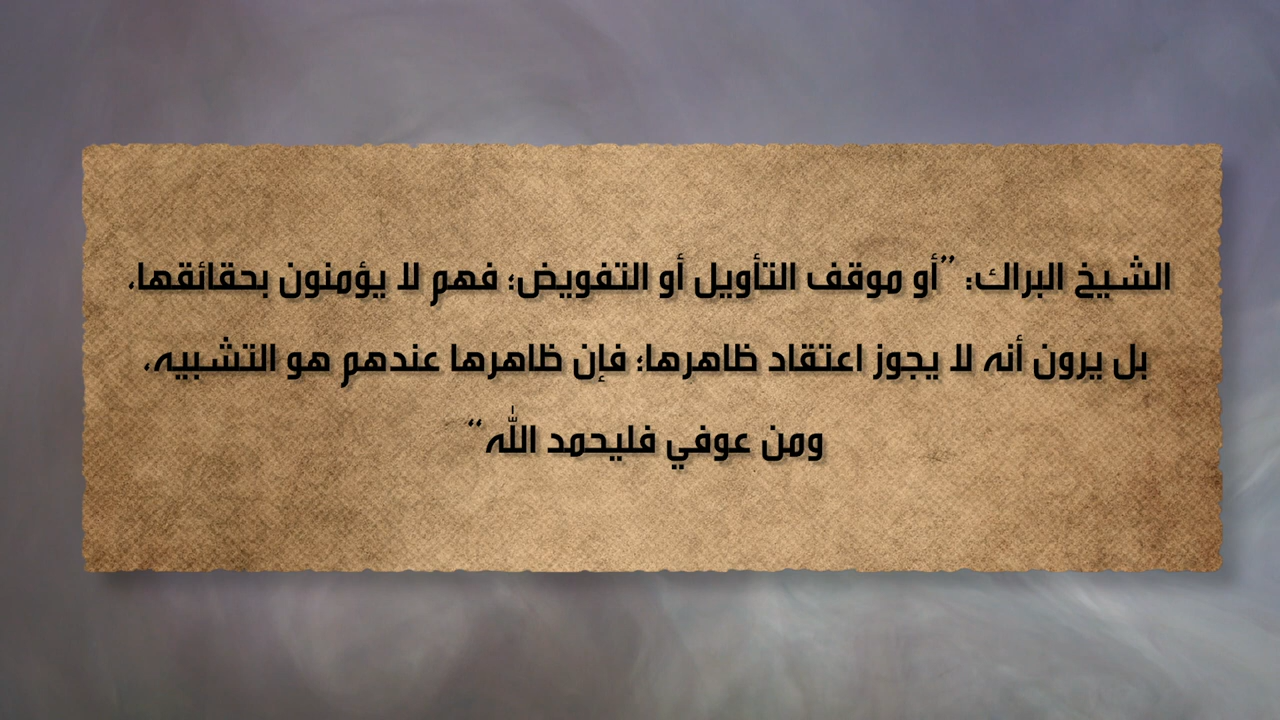 الشيخ البراك: "أو موقف التأويل أو التفويض؛ فهم لا يؤمنون بحقائقها،
بل يرون أنه لا يجوز اعتقاد ظاهرها؛ فإن ظاهرها عندهم هو التشبيه،
ومن عوفي فليحمد اللّٰه"